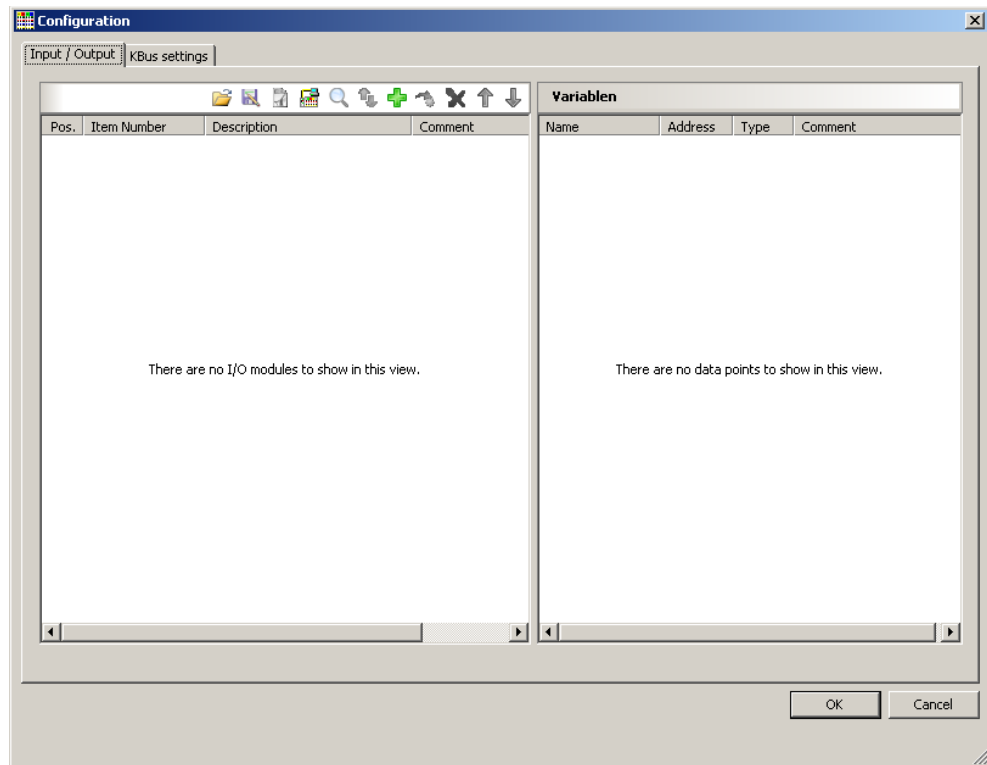 Configuration
Input / Output KBus settings
Variablen
Pos. Item Number Description Comment
Name Address Type Comment
There are no I/O modules to show in this view.
There are no data points to show in this view.
OK Cancel